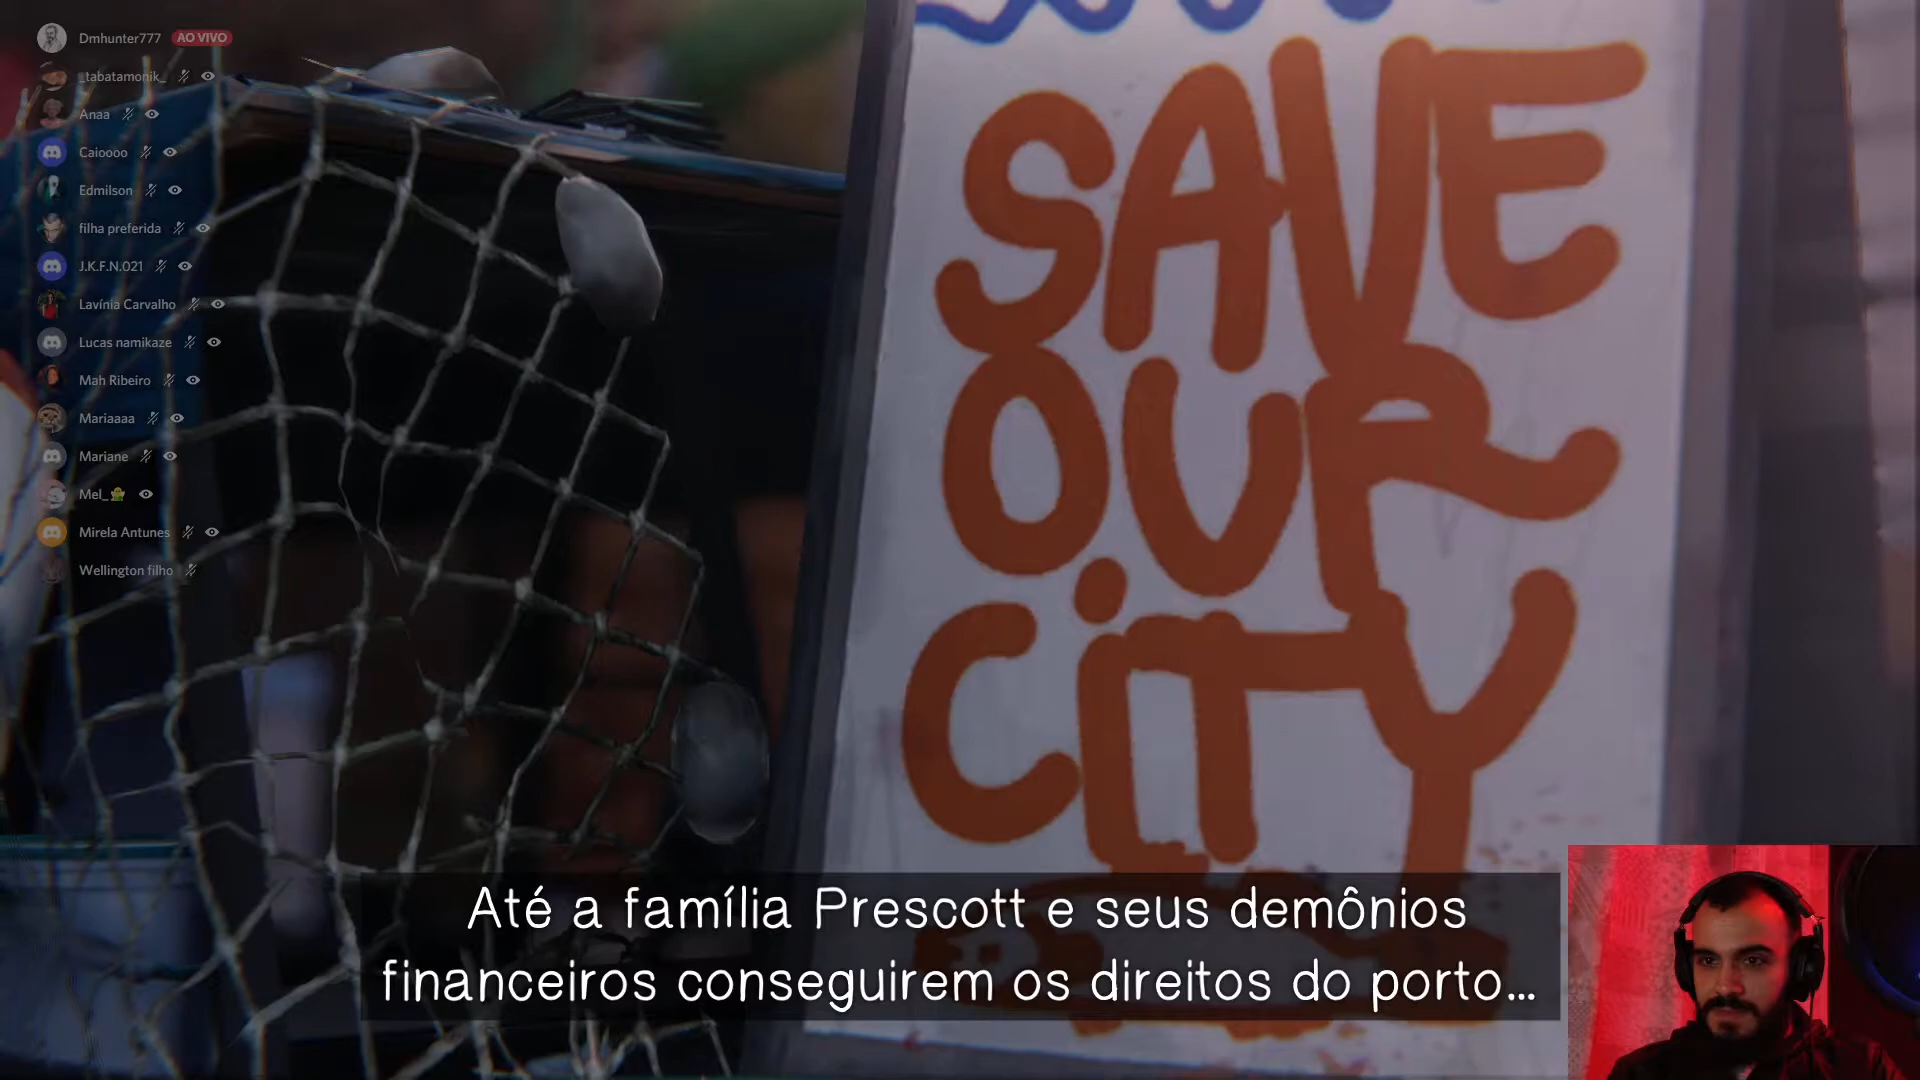 Dmhunter777 AO VIVO
_tabatamonik_
Anaa
Caioooo
Edmilson
filha preferida
J.K.F.N.021
Lavínia Carvalho
Lucas namikaze
Mah Ribeiro
Mariaaaa
Mariane
Mel_
Mirela Antunes
Wellington filho
SAVE
OUR
CITY
Até a família Prescott e seus demônios
financeiros conseguirem os direitos do porto...